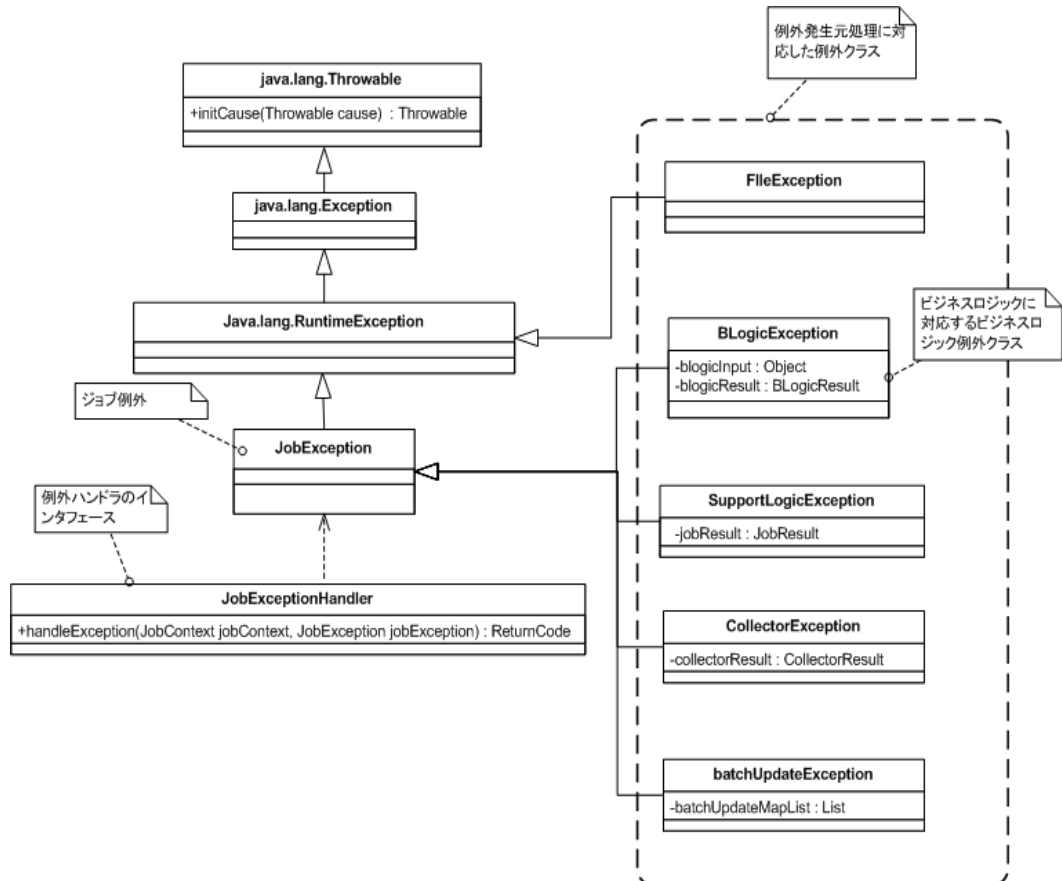 例外発生元処理に対
応した例外クラス
java.lang.Throwable
+initCause(Throwable cause) : Throwable
java.lang.Exception
FIleException
Java.lang.RuntimeException
ビジネスロジックに
対応するビジネスロ
ジック例外クラス
BLogicException
-blogicInput : Object
-blogicResult : BLogicResult
ジョブ例外
JobException
例外ハンドラのイ
ンタフェース
SupportLogicException
-jobResult : JobResult
JobExceptionHandler
+handleException(JobContext jobContext, JobException jobException) : ReturnCode
CollectorException
-collectorResult : CollectorResult
batchUpdateException
-batchUpdateMapList : List